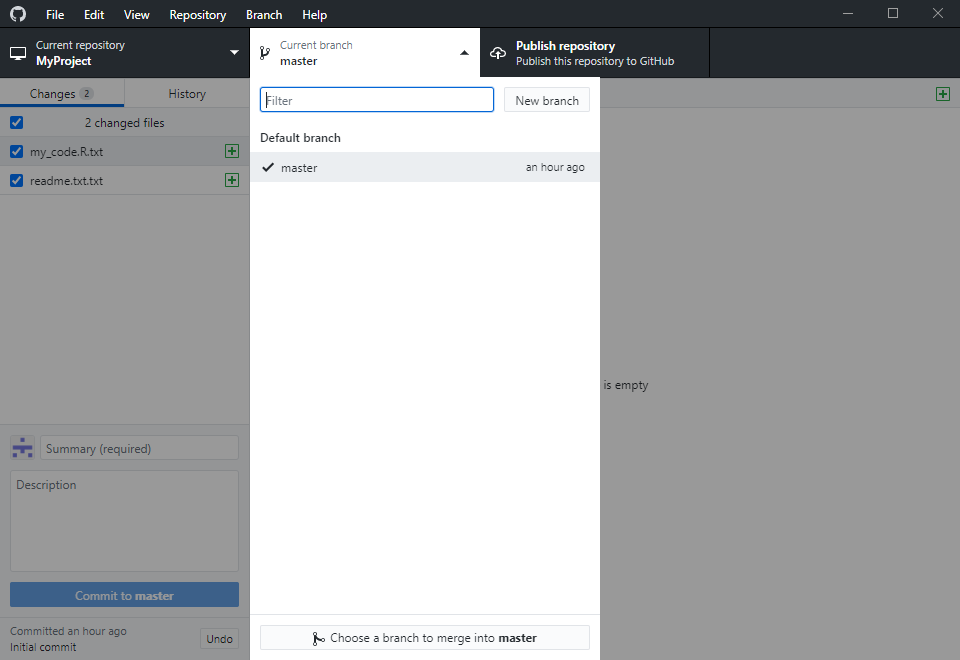 File Edit View Repository Branch Help
Current repository
MyProject
Current branch
master
Publish repository
Publish this repository to GitHub
Changes 2
History
Filter
New branch
2 changed files
Default branch
my_code.R.txt
master
an hour ago
readme.txt.txt
is empty
Summary (required)
Description
Commit to master
Committed an hour ago
Initial commit
Undo
Choose a branch to merge into master